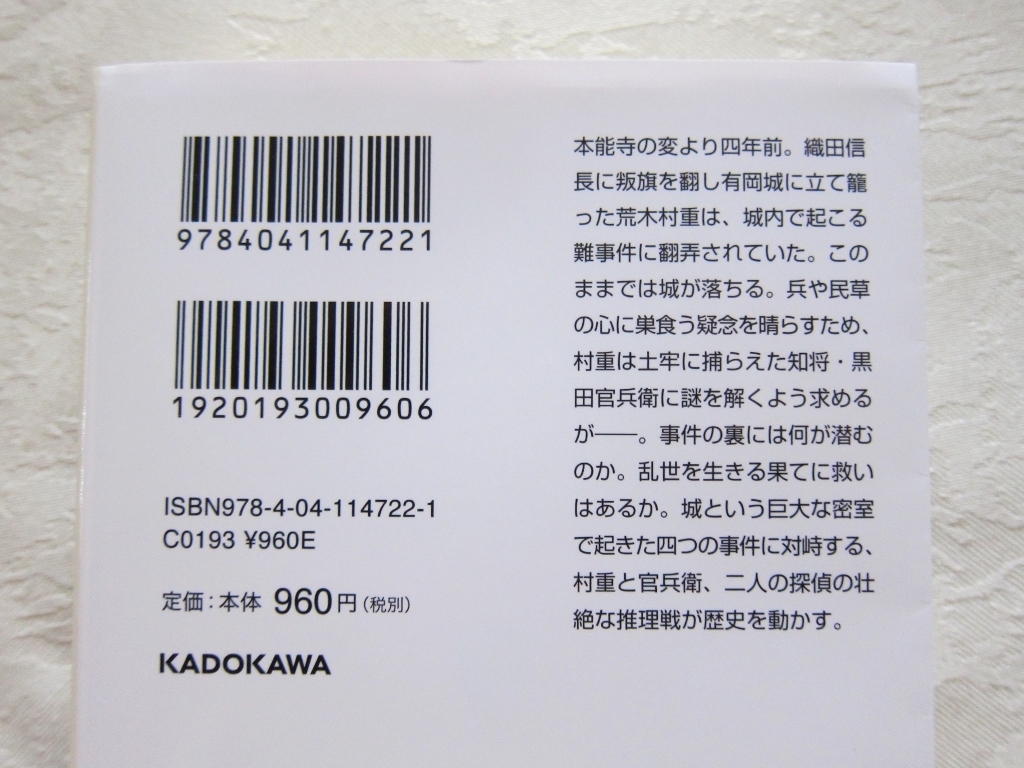 9784041147221
1920193009606
ISBN978-4-04-114722-1
C0193 ¥960E
定価：本体 960円（税別）
KADOKAWA
本能寺の変より四年前。織田信
長に叛旗を翻し有岡城に立て籠
った荒木村重は、城内で起こる
難事件に翻弄されていた。この
ままでは城が落ちる。兵や民草
の心に巣食う疑念を晴らすため、
村重は土牢に捕らえた知将・黒
田官兵衛に謎を解くよう求める
が――。事件の裏には何が潜む
のか。乱世を生きる果てに救い
はあるか。城という巨大な密室
で起きた四つの事件に対峙する、
村重と官兵衛、二人の探偵の壮
絶な推理戦が歴史を動かす。